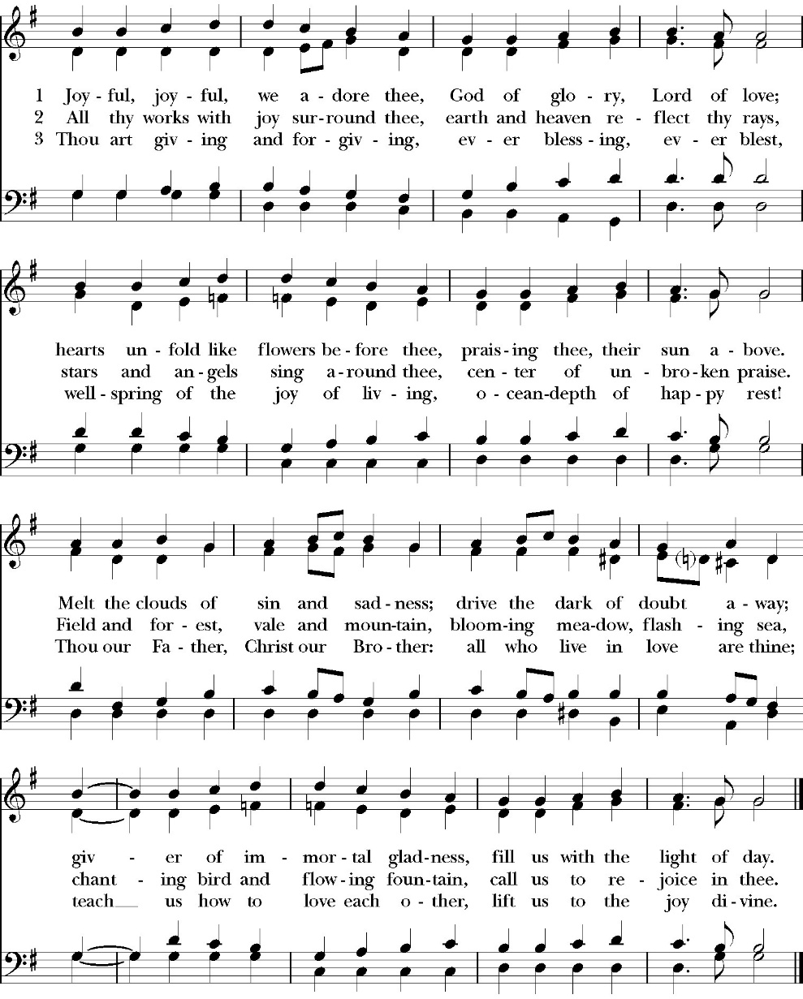 1 Joy - ful, joy - ful, we a - dore thee, God of glo - ry, Lord of love;
2 All thy works with joy sur - round thee, earth and heaven re - flect thy rays,
3 Thou art giv - ing and for - giv - ing, ev - er bless - ing, ev - er blest,
hearts un - fold like flowers be - fore thee, prais - ing thee, their sun a - bove.
stars and an - gels sing a - round thee, cen - ter of un - bro - ken praise.
well - spring of the joy of liv - ing, o - cean - depth of hap - py rest!
Melt the clouds of sin and sad - ness; drive the dark of doubt a - way;
Field and for - est, vale and moun - tain, bloom - ing mea - dow, flash - ing sea,
Thou our Fa - ther, Christ our Bro - ther: all who live in love are thine;
giv - er of im - mor - tal glad - ness, fill us with the light of day.
chant - ing bird and flow - ing foun - tain, call us to re - joice in thee.
teach __ us how to love each o - ther, lift us to the joy di - vine.